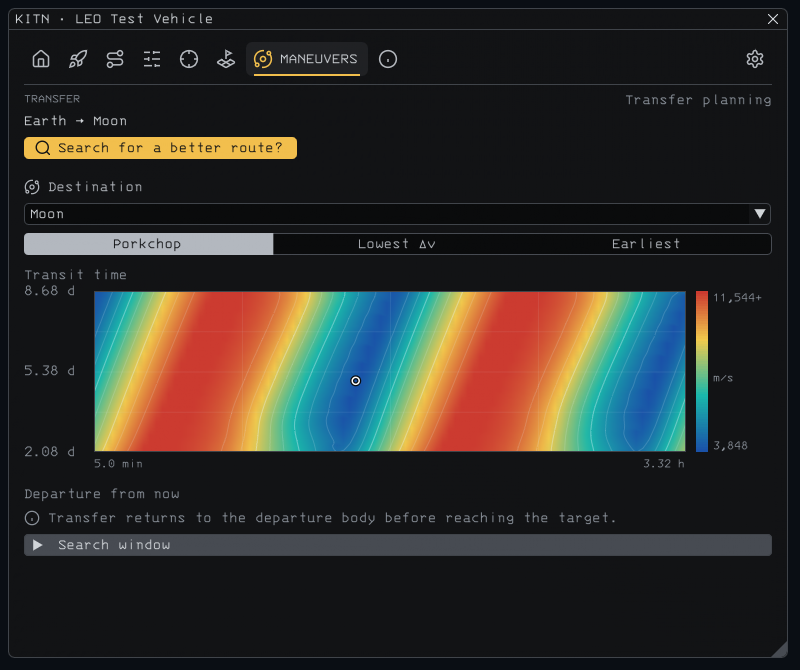 KITN · LEO Test Vehicle
MANEUVERS
TRANSFER
Transfer planning
Earth → Moon
Search for a better route?
Destination
Moon
Porkchop
Lowest Δv
Earliest
Transit time
8.68 d
5.38 d
2.08 d
11,544+
m/s
3,848
5.0 min
3.32 h
Departure from now
Transfer returns to the departure body before reaching the target.
Search window